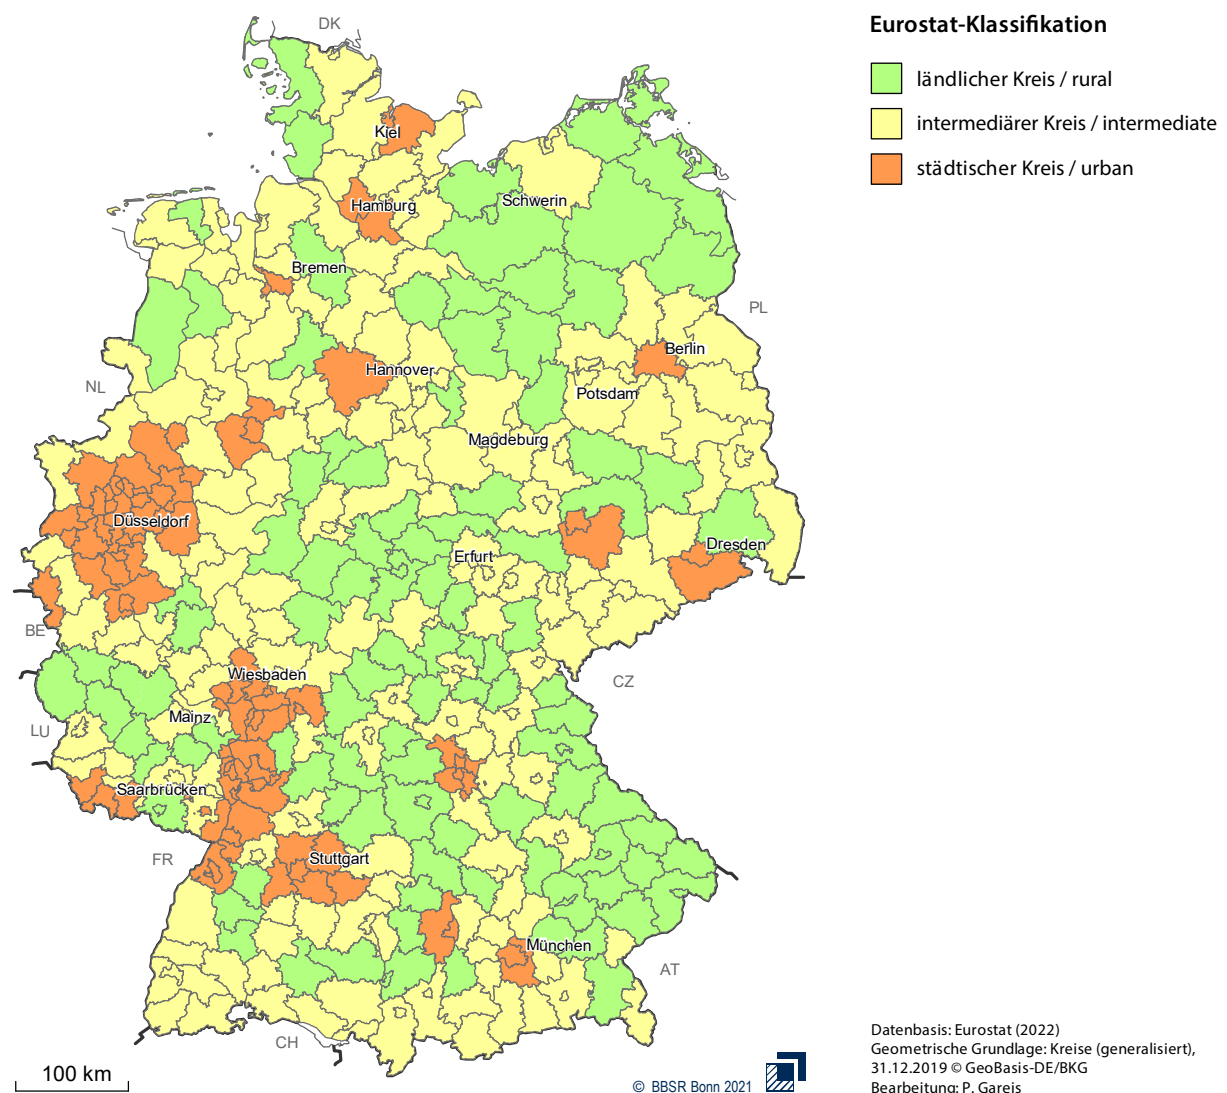 Eurostat-Klassifikation
ländlicher Kreis / rural
intermediärer Kreis / intermediate
städtischer Kreis / urban
DK
Kiel
Schwerin
Hamburg
Bremen
PL
Berlin
Hannover
NL
Potsdam
Magdeburg
Düsseldorf
Dresden
Erfurt
BE
Wiesbaden
CZ
Mainz
LU
Saarbrücken
FR
Stuttgart
München
AT
CH
100 km
© BBSR Bonn 2021
Datenbasis: Eurostat (2022)
Geometrische Grundlage: Kreise (generalisiert),
31.12.2019 © GeoBasis-DE/BKG
Bearbeitung: P. Gareis